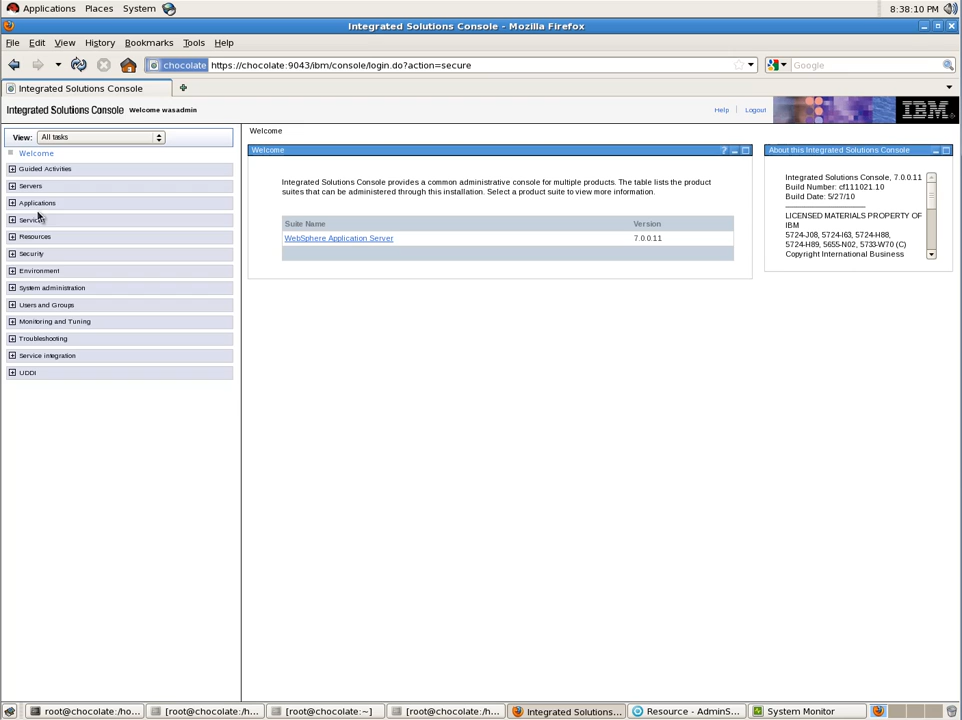 Applications Places System 8:38:10 PM
Integrated Solutions Console - Mozilla Firefox
File Edit View History Bookmarks Tools Help
chocolate https://chocolate:9043/ibm/console/login.do?action=secure Google
Integrated Solutions Console
Integrated Solutions Console Welcome wasadmin Help Logout IBM
View: All tasks
Welcome
Guided Activities
Servers
Applications
Services
Resources
Security
Environment
System administration
Users and Groups
Monitoring and Tuning
Troubleshooting
Service integration
UDDI
Welcome
Welcome
Integrated Solutions Console provides a common administrative console for multiple products. The table lists the product
suites that can be administered through this installation. Select a product suite to view more information.
Suite Name Version
WebSphere Application Server 7.0.0.11
About this Integrated Solutions Console
Integrated Solutions Console, 7.0.0.11
Build Number: cf111021.10
Build Date: 5/27/10
LICENSED MATERIALS PROPERTY OF
IBM
5724-J08, 5724-I63, 5724-H88,
5724-H89, 5655-N02, 5733-W70 (C)
Copyright International Business
root@chocolate:/ho... [root@chocolate:/h... [root@chocolate:~] [root@chocolate:/h... Integrated Solutions... Resource - AdminS... System Monitor